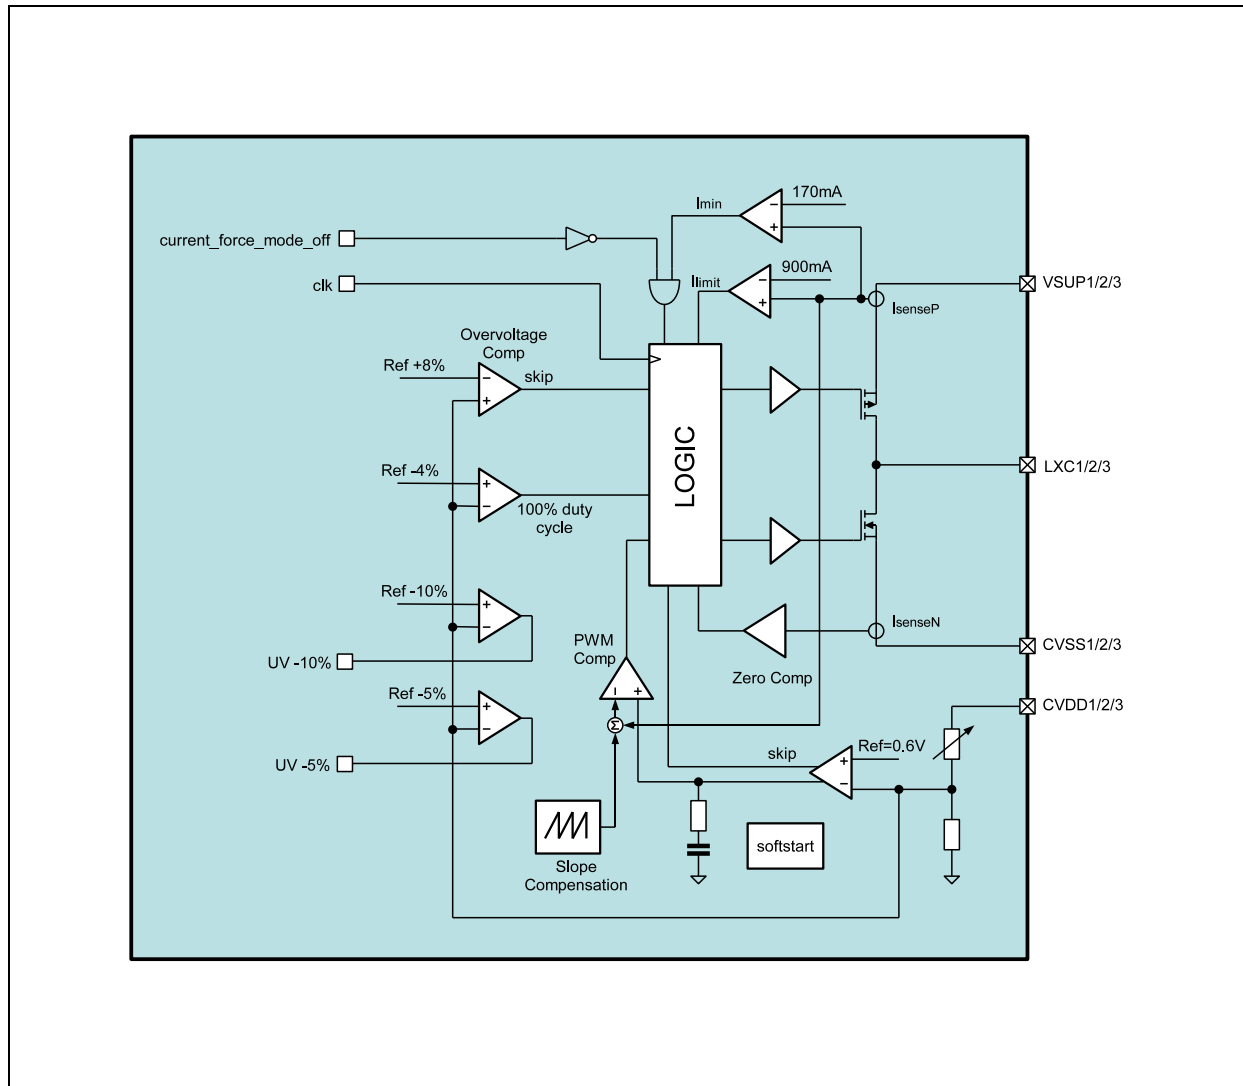 170mA
Imin
current_force_mode_off
900mA
clk
Ilimit
VSUP1/2/3
IsenseP
Overvoltage
Comp
Ref +8%
skip
−
+
LOGIC
LXC1/2/3
Ref -4%
100% duty
cycle
Ref -10%
IsenseN
PWM
Comp
CVSS1/2/3
UV -10%
Zero Comp
Ref -5%
CVDD1/2/3
Σ
skip
Ref=0.6V
UV -5%
softstart
Slope
Compensation